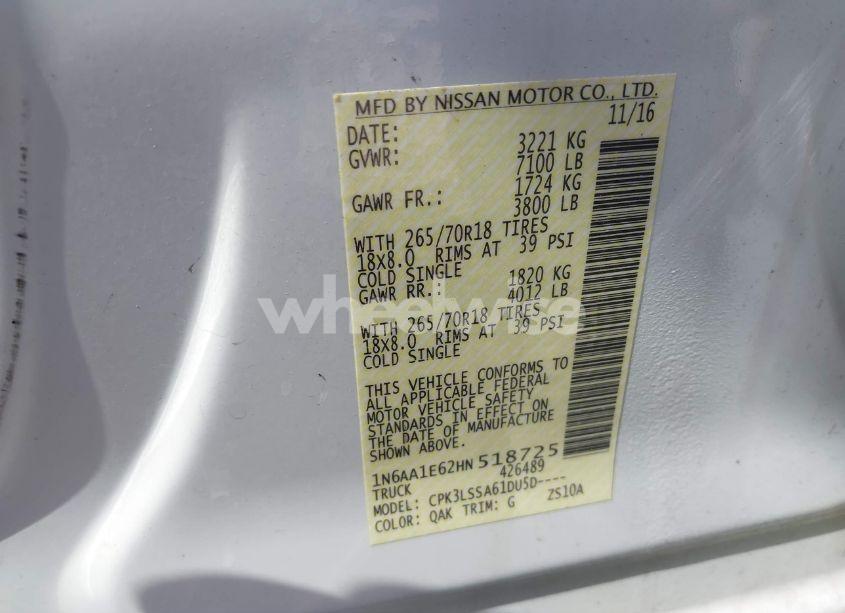 MFD BY NISSAN MOTOR CO., LTD.
DATE: 11/16
GVWR: 3221 KG
7100 LB
GAWR FR.: 1724 KG
3800 LB
WITH 265/70R18 TIRES
18x8.0 RIMS AT 39 PSI
COLD SINGLE
GAWR RR.: 1820 KG
4012 LB
WITH 265/70R18 TIRES
18x8.0 RIMS AT 39 PSI
COLD SINGLE
THIS VEHICLE CONFORMS TO
ALL APPLICABLE FEDERAL
MOTOR VEHICLE SAFETY
STANDARDS IN EFFECT ON
THE DATE OF MANUFACTURE
SHOWN ABOVE.
1N6AA1E62HN518725
TRUCK 426489
MODEL: CPK3LSSA61DU5D----
COLOR: QAK TRIM: G ZS10A
wheelwise